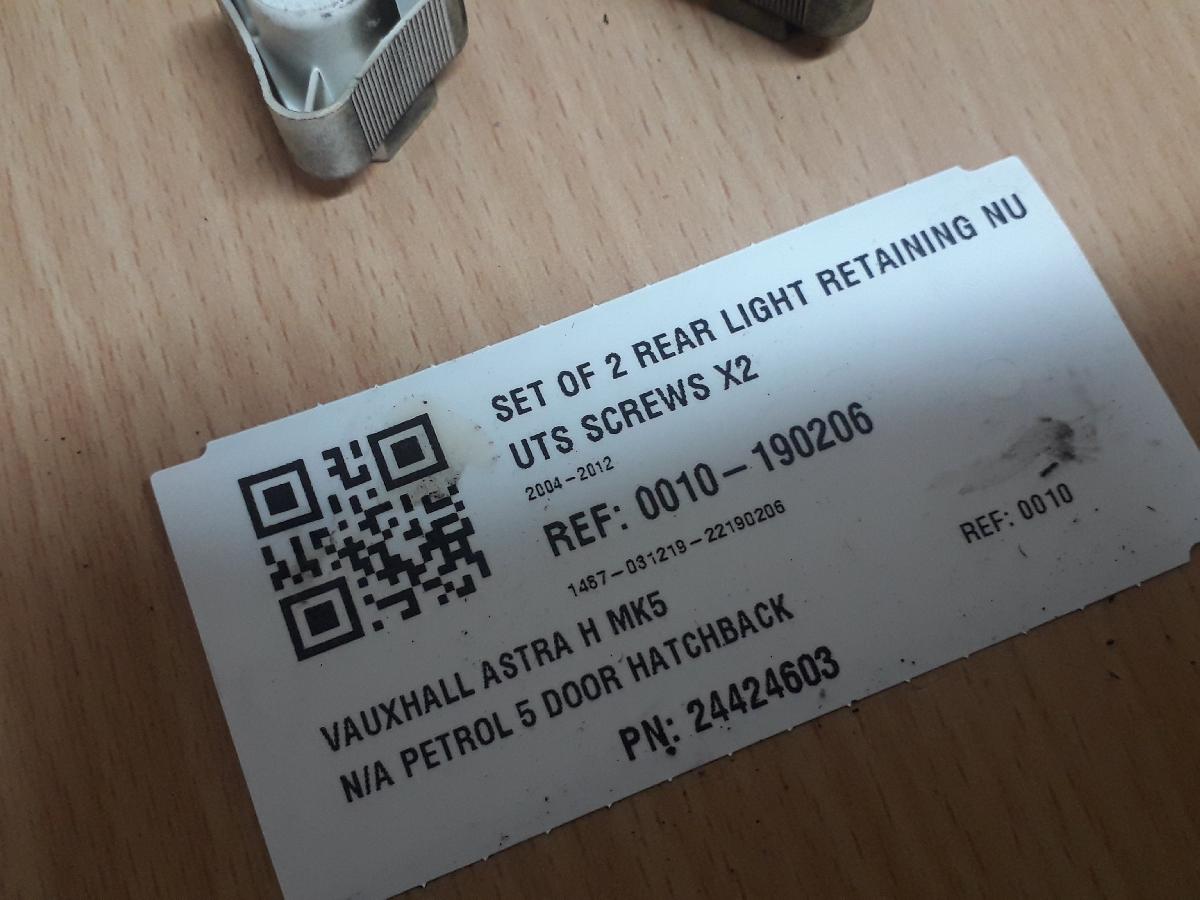 SET OF 2 REAR LIGHT RETAINING NU
UTS SCREWS X2
2004-2012
REF: 0010-190206
1467-031219-22190206
REF: 0010
VAUXHALL ASTRA H MK5
N/A PETROL 5 DOOR HATCHBACK
PN: 24424603